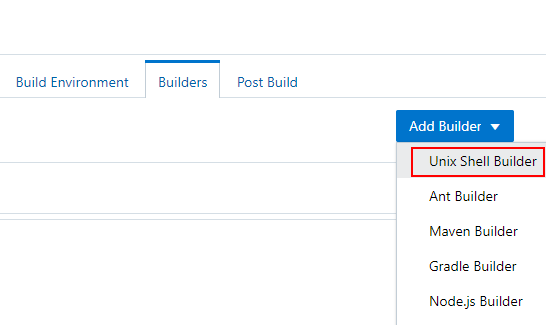 Build Environment Builders Post Build
Add Builder
Unix Shell Builder
Ant Builder
Maven Builder
Gradle Builder
Node.js Builder